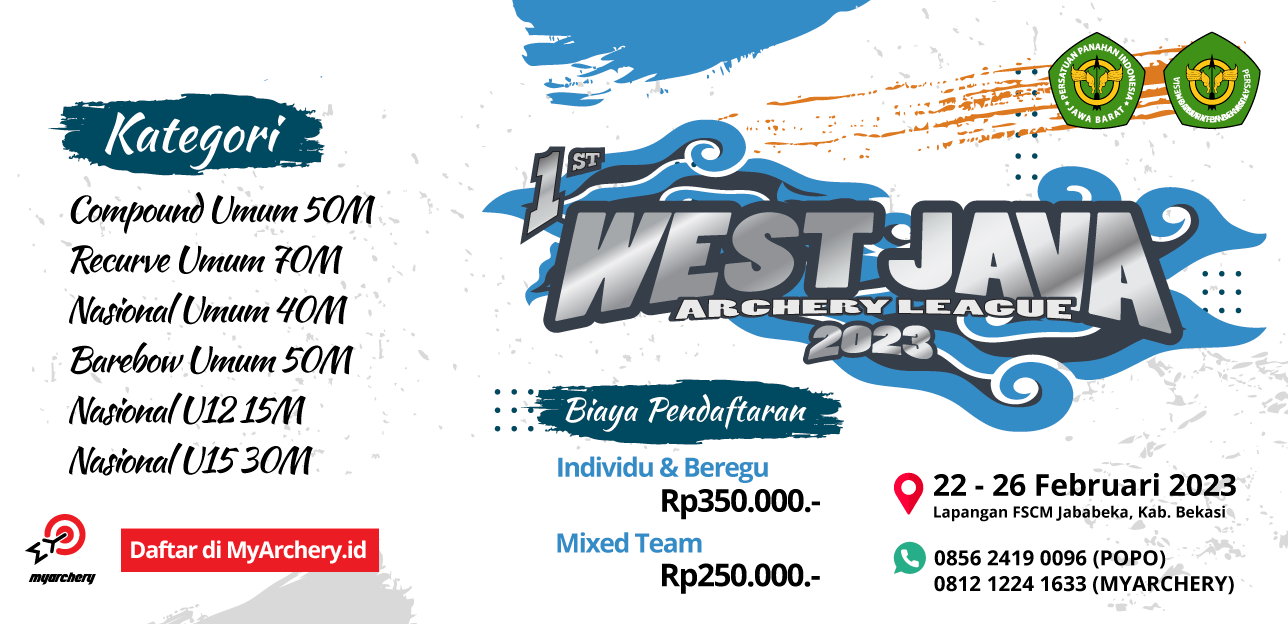 Kategori
Compound Umum 50M
Recurve Umum 70M
Nasional Umum 40M
Barebow Umum 50M
Nasional U12 15M
Nasional U15 30M
myarchery
Daftar di MyArchery.id
PERSATUAN PANAHAN INDONESIA
JAWA BARAT
1ST
WEST JAVA
ARCHERY LEAGUE
2023
Biaya Pendaftaran
Individu & Beregu
Rp350.000.-
Mixed Team
Rp250.000.-
22 - 26 Februari 2023
Lapangan FSCM Jababeka, Kab. Bekasi
0856 2419 0096 (POPO)
0812 1224 1633 (MYARCHERY)